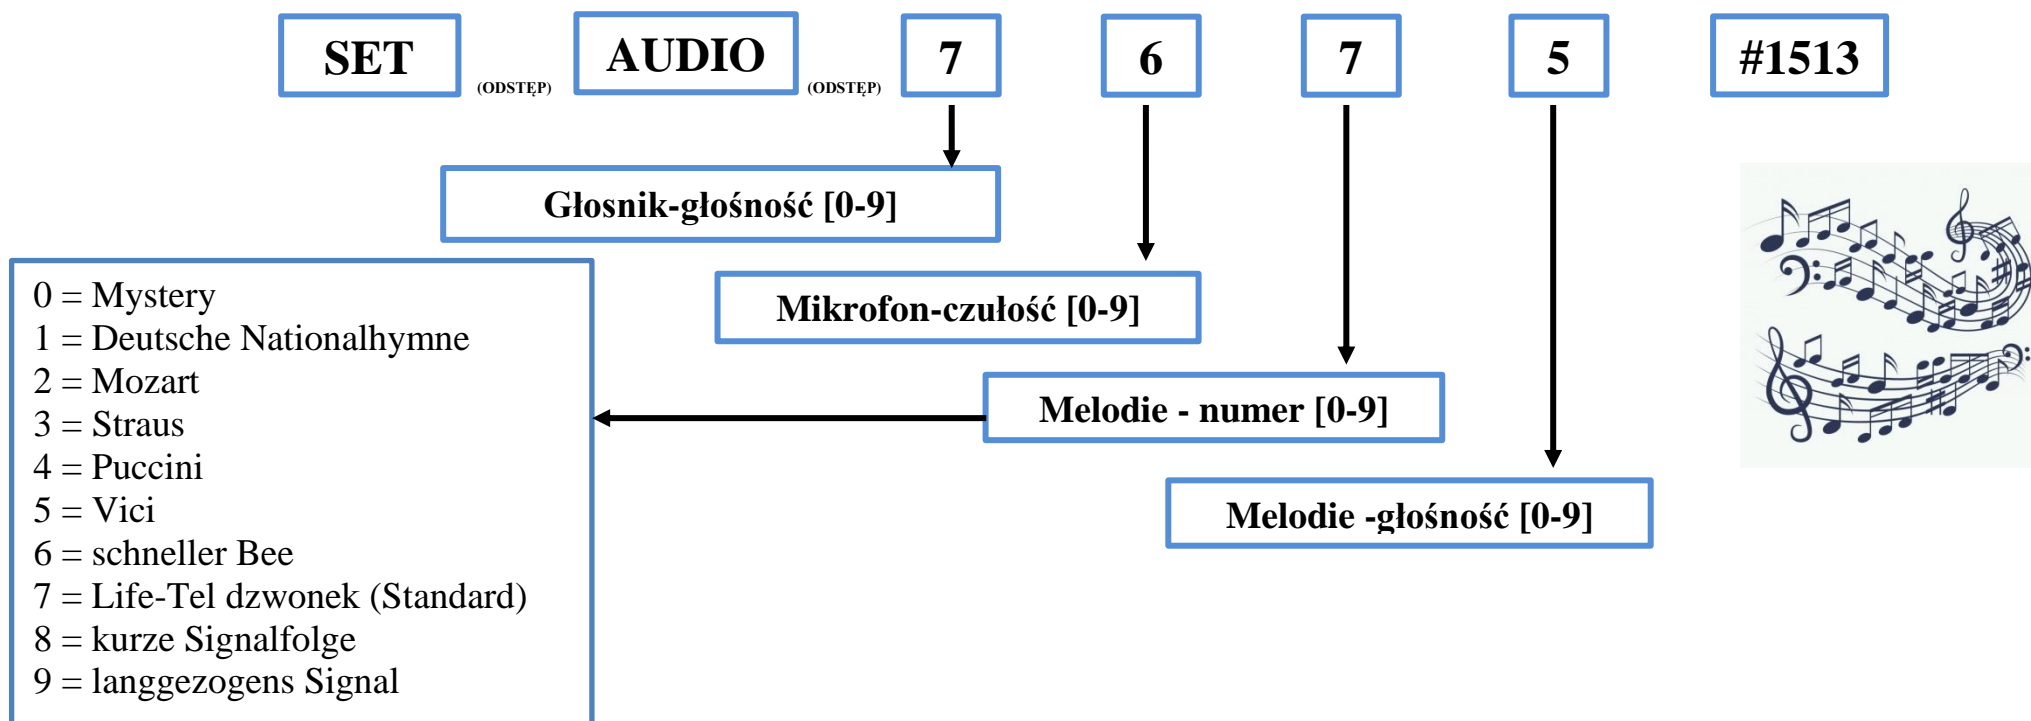 SET (ODSTĘP) AUDIO (ODSTĘP) 7 6 7 5 #1513
Głosnik-głośność [0-9]
Mikrofon-czułość [0-9]
Melodie - numer [0-9]
Melodie -głośność [0-9]
0 = Mystery
1 = Deutsche Nationalhymne
2 = Mozart
3 = Straus
4 = Puccini
5 = Vici
6 = schneller Bee
7 = Life-Tel dzwonek (Standard)
8 = kurze Signalfolge
9 = langgezogens Signal